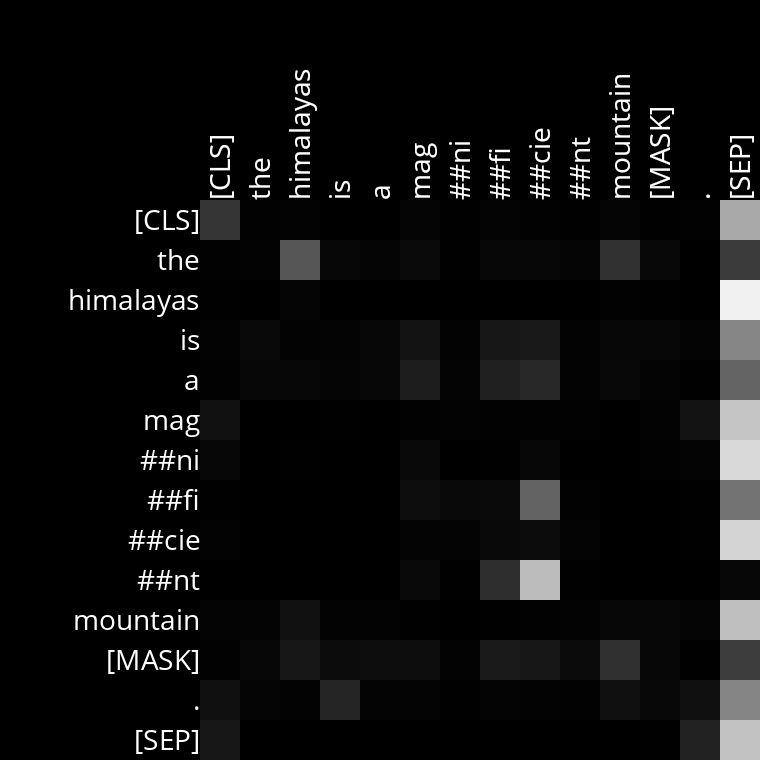 [CLS] the himalayas is a mag ##ni ##fi ##cie ##nt mountain [MASK] . [SEP]
[CLS]
the
himalayas
is
a
mag
##ni
##fi
##cie
##nt
mountain
[MASK]
.
[SEP]